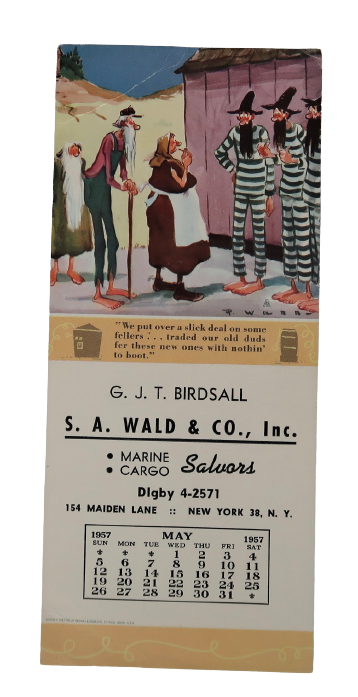 P. WEBB
"We put over a slick deal on some
fellers . . . traded our old duds
fer these new ones with nothin'
to boot."
G. J. T. BIRDSALL
S. A. WALD & CO., Inc.
• MARINE
• CARGO Salvors
DIgby 4-2571
154 MAIDEN LANE :: NEW YORK 38, N. Y.
1957 MAY 1957
SUN MON TUE WED THU FRI SAT
* * * 1 2 3 4
5 6 7 8 9 10 11
12 13 14 15 16 17 18
19 20 21 22 23 24 25
26 27 28 29 30 31 *